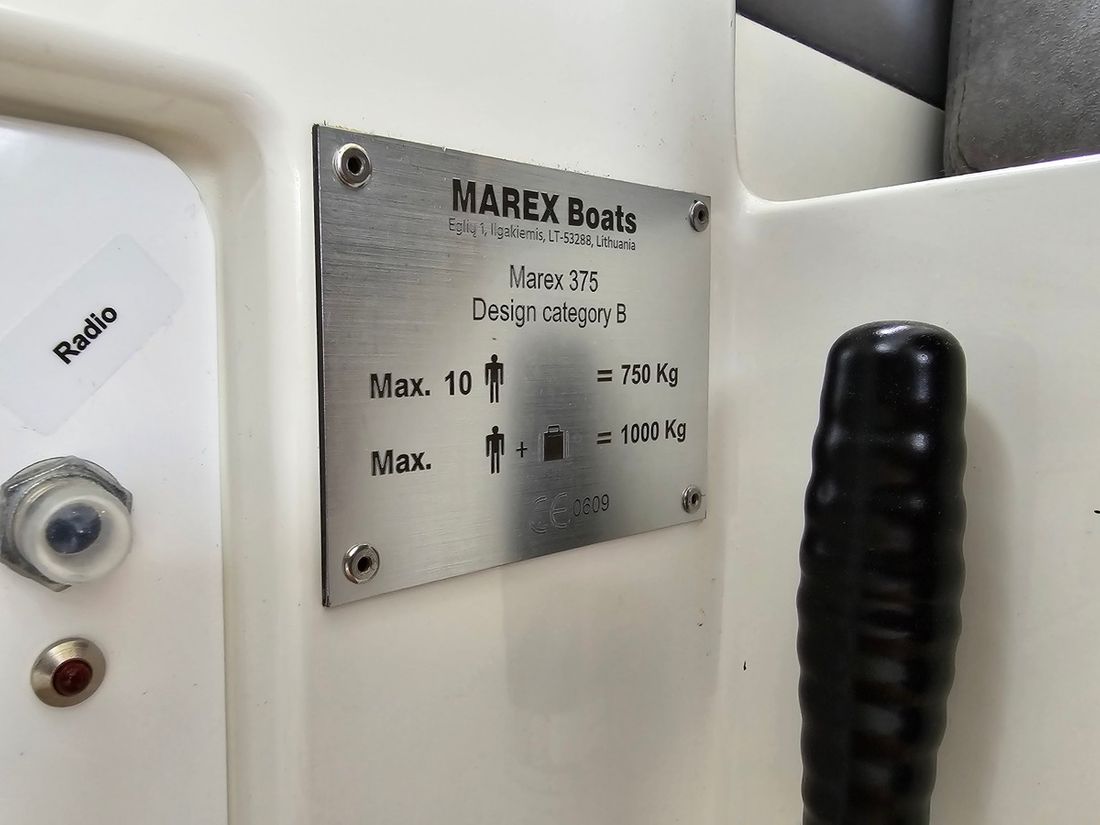 MAREX Boats
Eglių 1, Ilgakiemis, LT-53288, Lithuania
Marex 375
Design category B
Max. 10 = 750 Kg
Max. + = 1000 Kg
CE 0609
Radio